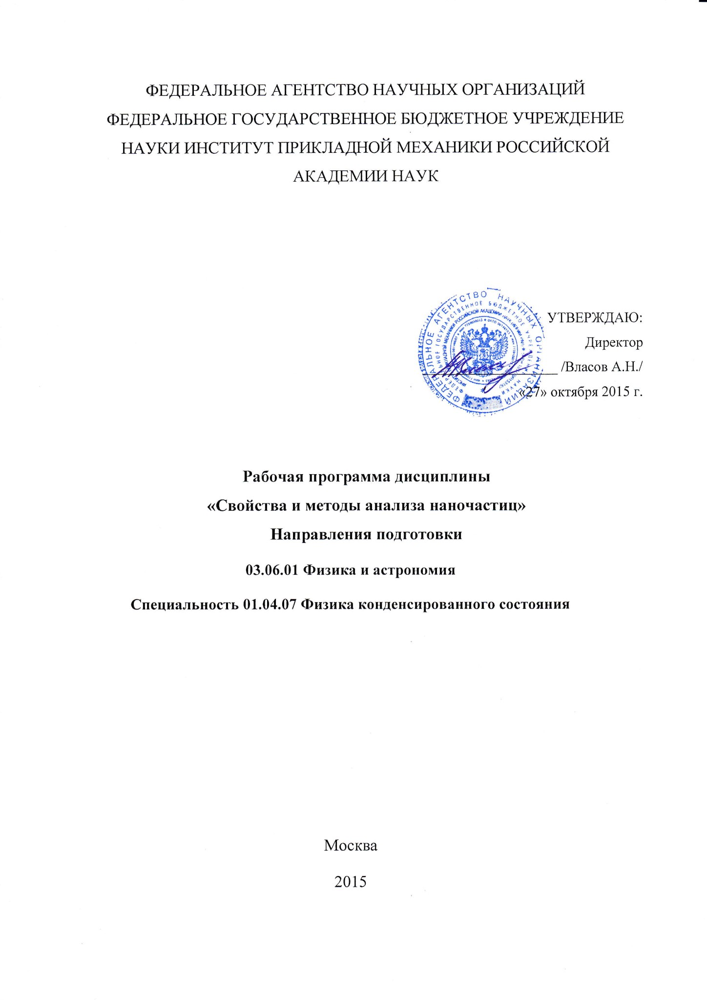 ФЕДЕРАЛЬНОЕ АГЕНТСТВО НАУЧНЫХ ОРГАНИЗАЦИЙ
ФЕДЕРАЛЬНОЕ ГОСУДАРСТВЕННОЕ БЮДЖЕТНОЕ УЧРЕЖДЕНИЕ
НАУКИ ИНСТИТУТ ПРИКЛАДНОЙ МЕХАНИКИ РОССИЙСКОЙ
АКАДЕМИИ НАУК
ФЕДЕРАЛЬНОЕ АГЕНТСТВО НАУЧНЫХ ОРГАНИЗАЦИЙ
УТВЕРЖДАЮ:
Директор
/Власов А.Н./
«27» октября 2015 г.
Рабочая программа дисциплины
«Свойства и методы анализа наночастиц»
Направления подготовки
03.06.01 Физика и астрономия
Специальность 01.04.07 Физика конденсированного состояния
Москва
2015